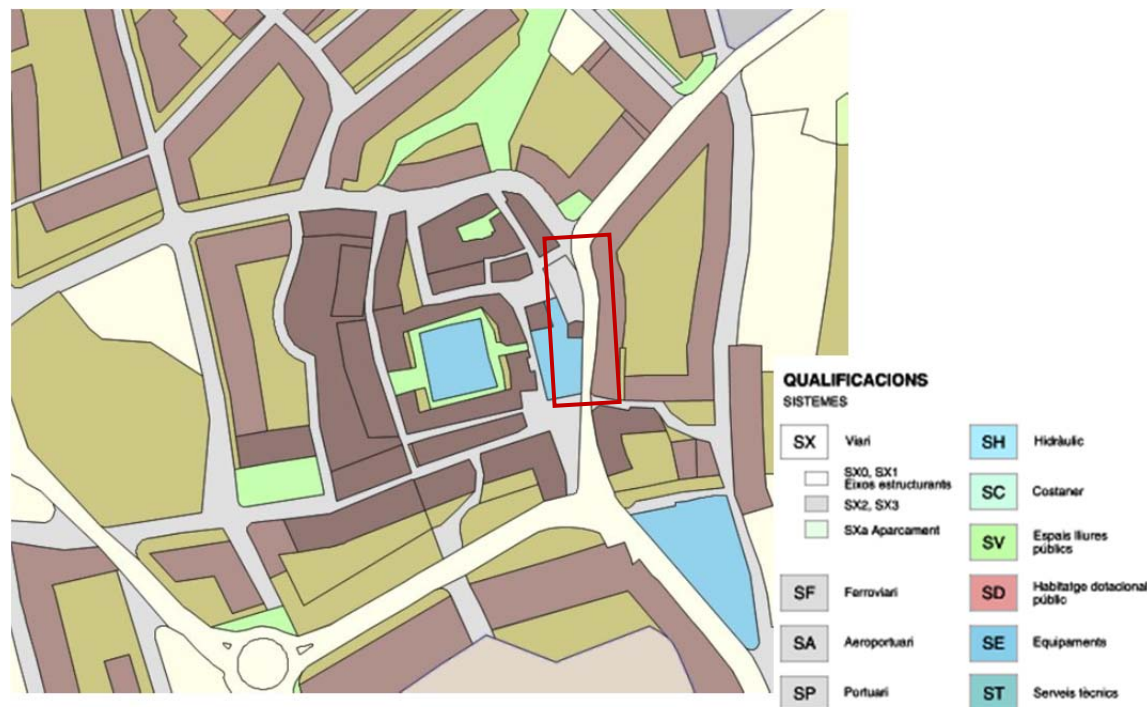 QUALIFICACIONS
SISTEMES
SX Viari
SX0, SX1
Eixos estructurants
SX2, SX3
SXa Aparcament
SF Ferroviari
SA Aeroportuari
SP Portuari
SH Hidràulic
SC Costaner
SV Espais lliures
públics
SD Habitatge dotacional
públic
SE Equipaments
ST Serveis tècnics